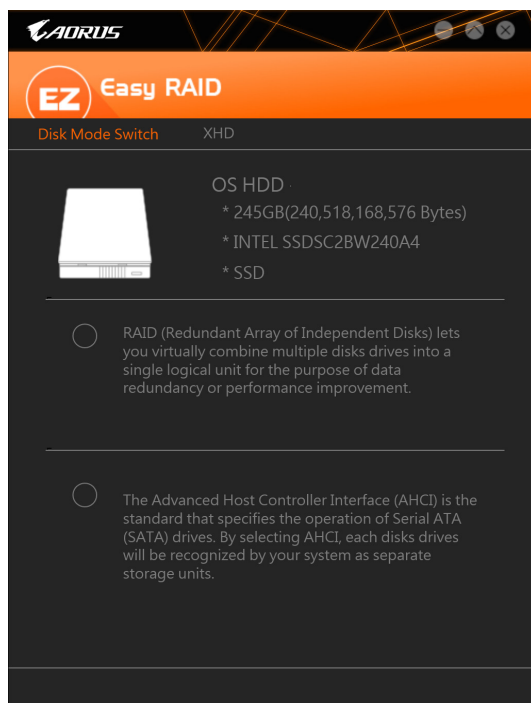 AORUS
EZ Easy RAID
Disk Mode Switch XHD
OS HDD
* 245GB(240,518,168,576 Bytes)
* INTEL SSDSC2BW240A4
* SSD
RAID (Redundant Array of Independent Disks) lets
you virtually combine multiple disks drives into a
single logical unit for the purpose of data
redundancy or performance improvement.
The Advanced Host Controller Interface (AHCI) is the
standard that specifies the operation of Serial ATA
(SATA) drives. By selecting AHCI, each disks drives
will be recognized by your system as separate
storage units.